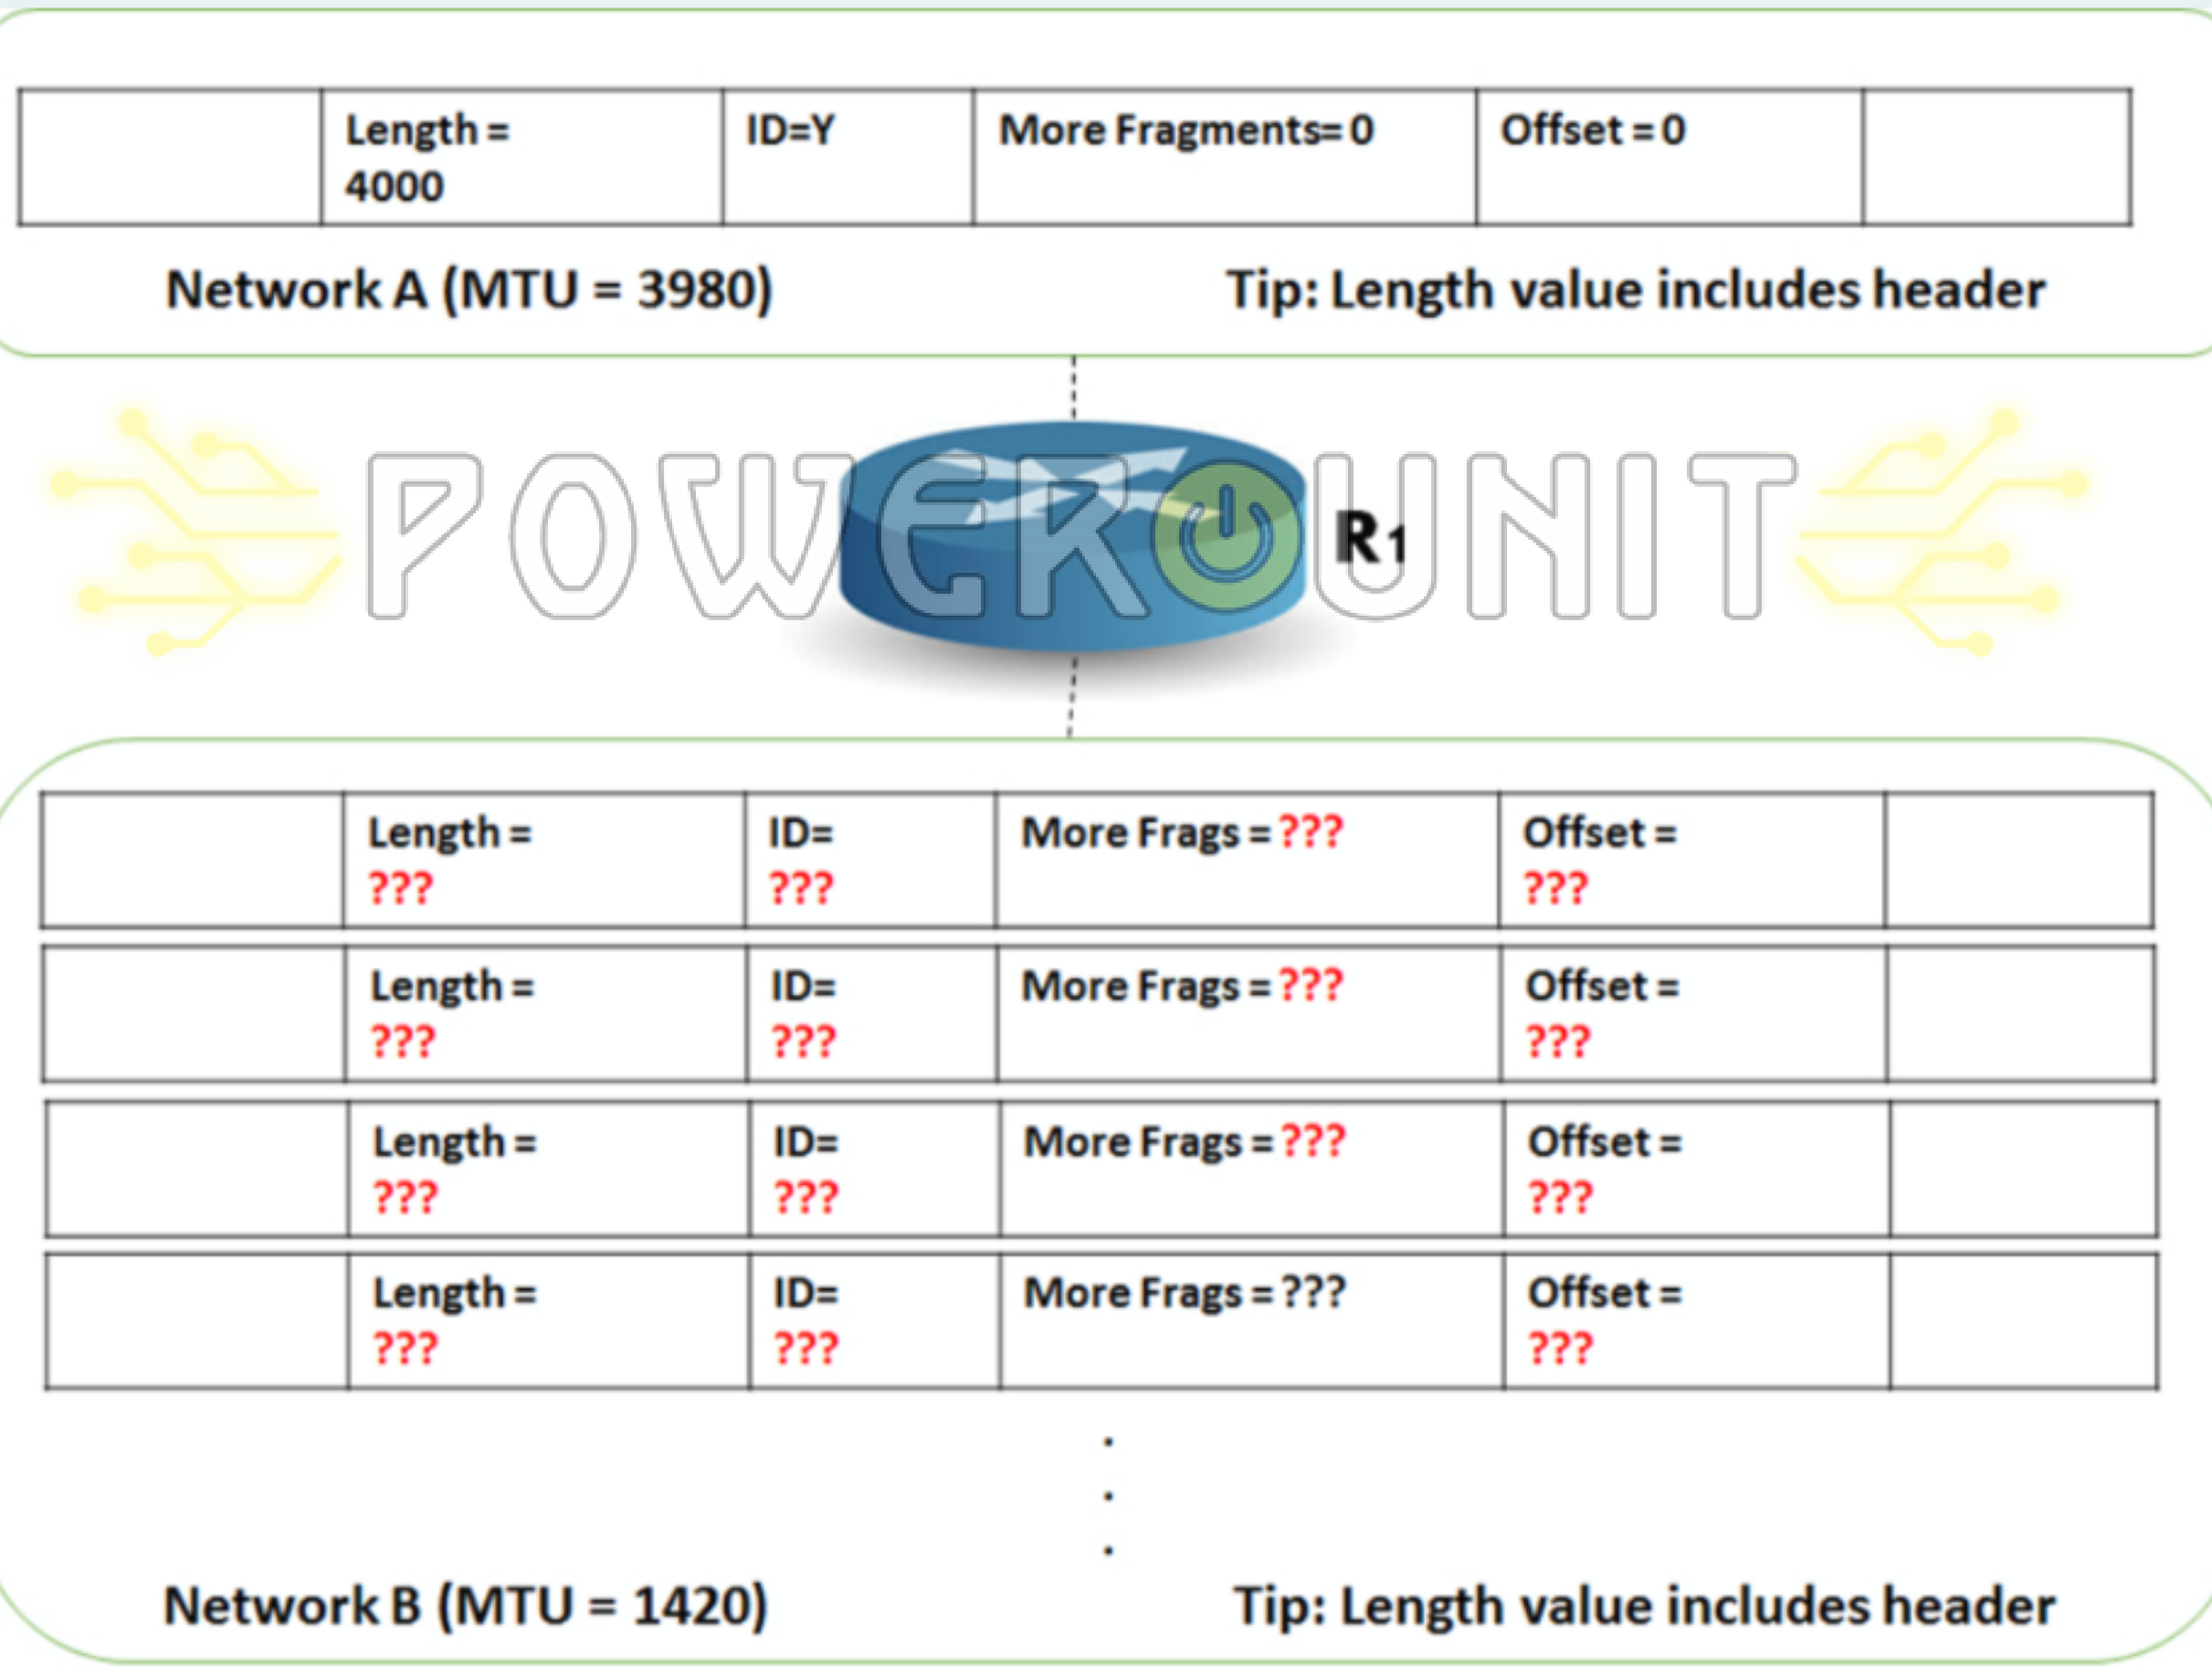 Length =
4000
ID=Y
More Fragments= 0
Offset = 0
Network A (MTU = 3980)
Tip: Length value includes header
POWER UNIT
R1
Length =
???
ID=
???
More Frags = ???
Offset =
???
Length =
???
ID=
???
More Frags = ???
Offset =
???
Length =
???
ID=
???
More Frags = ???
Offset =
???
Length =
???
ID=
???
More Frags = ???
Offset =
???
.
.
.
Network B (MTU = 1420)
Tip: Length value includes header